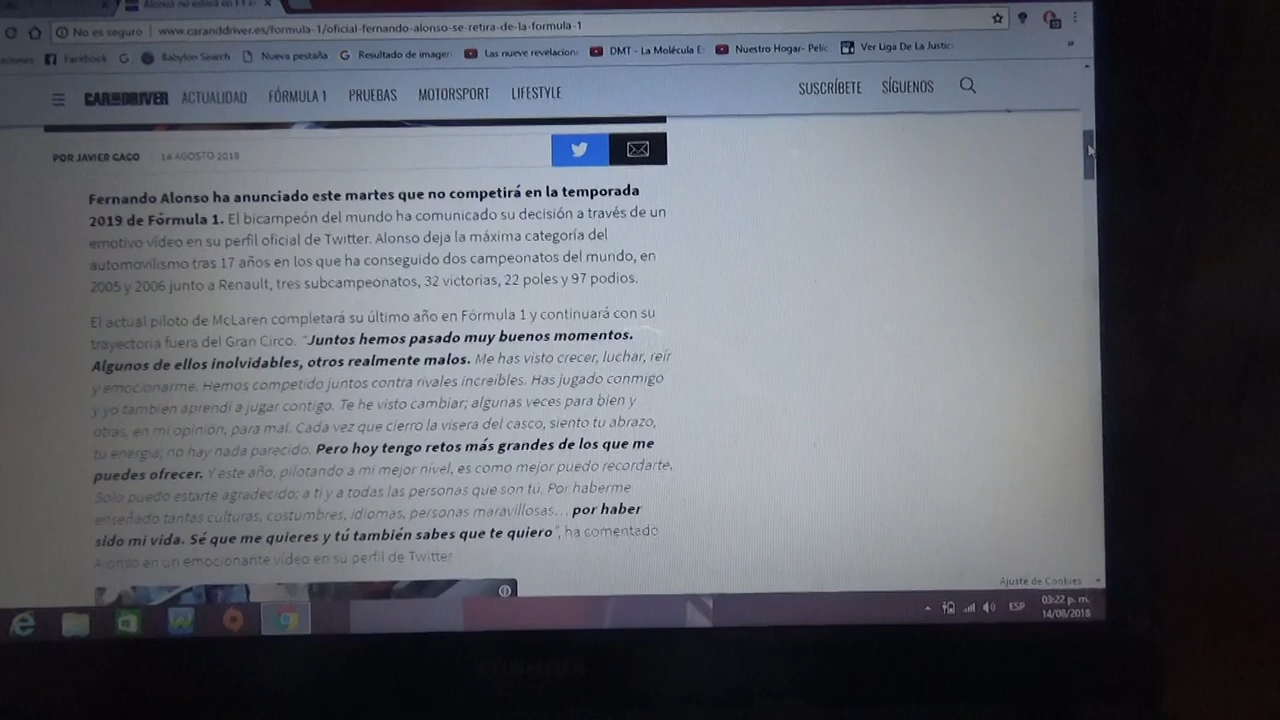 Alonso no estará en F1 en
No es seguro | www.caranddriver.es/formula-1/oficial-fernando-alonso-se-retira-de-la-formula-1
Facebook
Babylon Search
Nueva pestaña
Resultado de imagen
Las nueve revelacion
DMT - La Molécula E
Nuestro Hogar- Pelíc
Ver Liga De La Justic
»
CAR AND DRIVER ACTUALIDAD FÓRMULA 1 PRUEBAS MOTORSPORT LIFESTYLE SUSCRÍBETE SÍGUENOS
POR JAVIER GACO 14 AGOSTO 2018
Fernando Alonso ha anunciado este martes que no competirá en la temporada
2019 de Fórmula 1. El bicampeón del mundo ha comunicado su decisión a través de un
emotivo vídeo en su perfil oficial de Twitter. Alonso deja la máxima categoría del
automovilismo tras 17 años en los que ha conseguido dos campeonatos del mundo, en
2005 y 2006 junto a Renault, tres subcampeonatos, 32 victorias, 22 poles y 97 podios.
El actual piloto de McLaren completará su último año en Fórmula 1 y continuará con su
trayectoria fuera del Gran Circo. "Juntos hemos pasado muy buenos momentos.
Algunos de ellos inolvidables, otros realmente malos. Me has visto crecer, luchar, reír
y emocionarme. Hemos competido juntos contra rivales increíbles. Has jugado conmigo
y yo también aprendí a jugar contigo. Te he visto cambiar; algunas veces para bien y
otras, en mi opinión, para mal. Cada vez que cierro la visera del casco, siento tu abrazo,
tu energía; no hay nada parecido. Pero hoy tengo retos más grandes de los que me
puedes ofrecer. Y este año, pilotando a mi mejor nivel, es como mejor puedo recordarte.
Solo puedo estarte agradecido; a ti y a todas las personas que son tú. Por haberme
enseñado tantas culturas, costumbres, idiomas, personas maravillosas... por haber
sido mi vida. Sé que me quieres y tú también sabes que te quiero", ha comentado
Alonso en un emocionante vídeo en su perfil de Twitter
Ajuste de Cookies
ESP
03:22 p. m.
14/08/2018
TOSHIBA